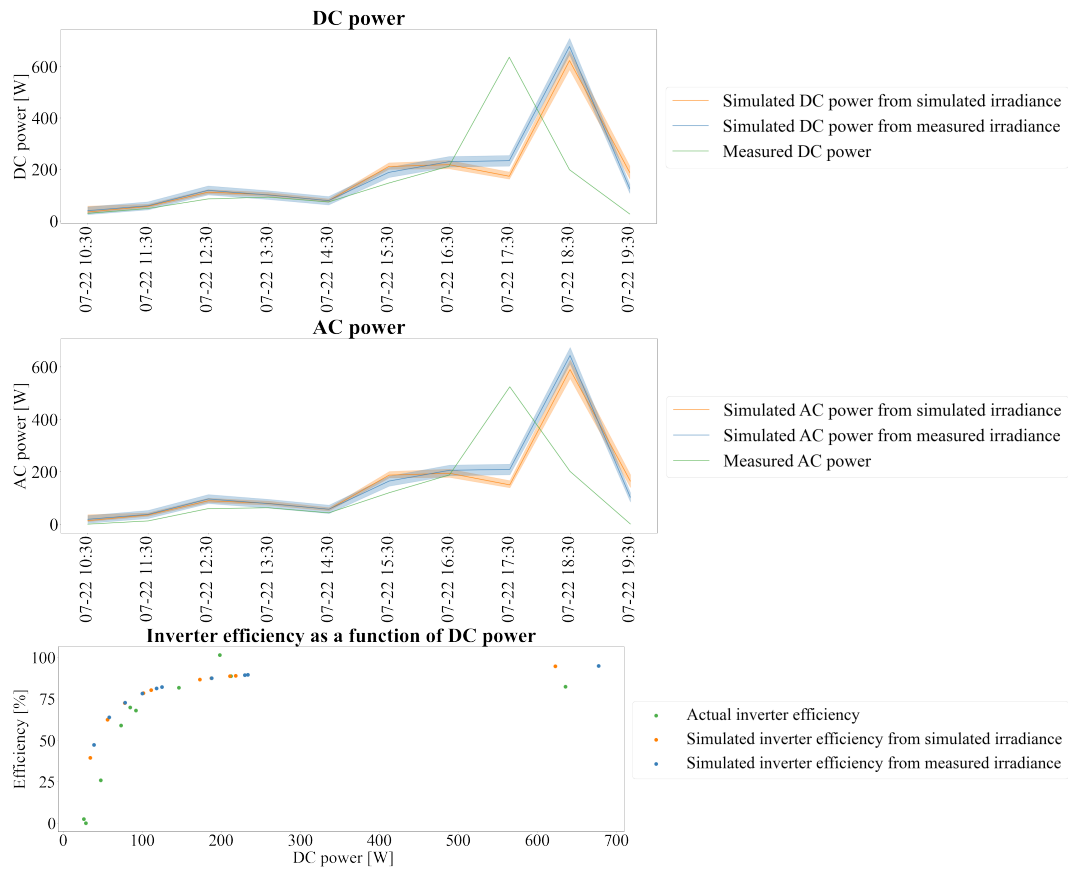 DC power
DC power [W]
600
400
200
0
07-22 10:30
07-22 11:30
07-22 12:30
07-22 13:30
07-22 14:30
07-22 15:30
07-22 16:30
07-22 17:30
07-22 18:30
07-22 19:30
Simulated DC power from simulated irradiance
Simulated DC power from measured irradiance
Measured DC power
AC power
AC power [W]
600
400
200
0
07-22 10:30
07-22 11:30
07-22 12:30
07-22 13:30
07-22 14:30
07-22 15:30
07-22 16:30
07-22 17:30
07-22 18:30
07-22 19:30
Simulated AC power from simulated irradiance
Simulated AC power from measured irradiance
Measured AC power
Inverter efficiency as a function of DC power
Efficiency [%]
100
75
50
25
0
0 100 200 300 400 500 600 700
DC power [W]
Actual inverter efficiency
Simulated inverter efficiency from simulated irradiance
Simulated inverter efficiency from measured irradiance